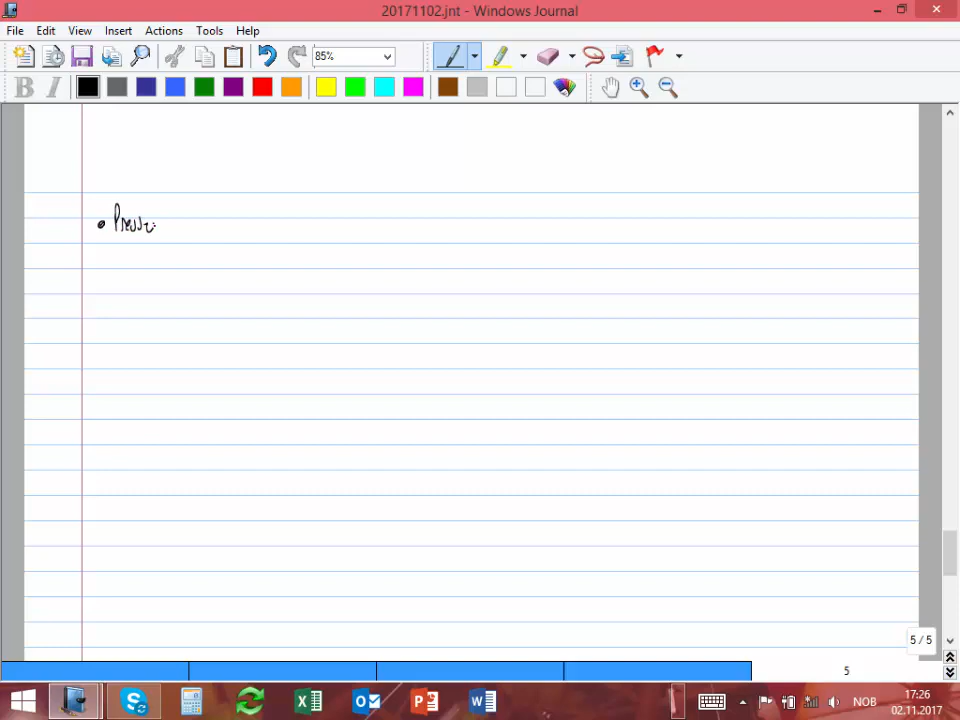 20171102.jnt - Windows Journal
File Edit View Insert Actions Tools Help
85%
B I
5 / 5
5
NOB
17:26
02.11.2017